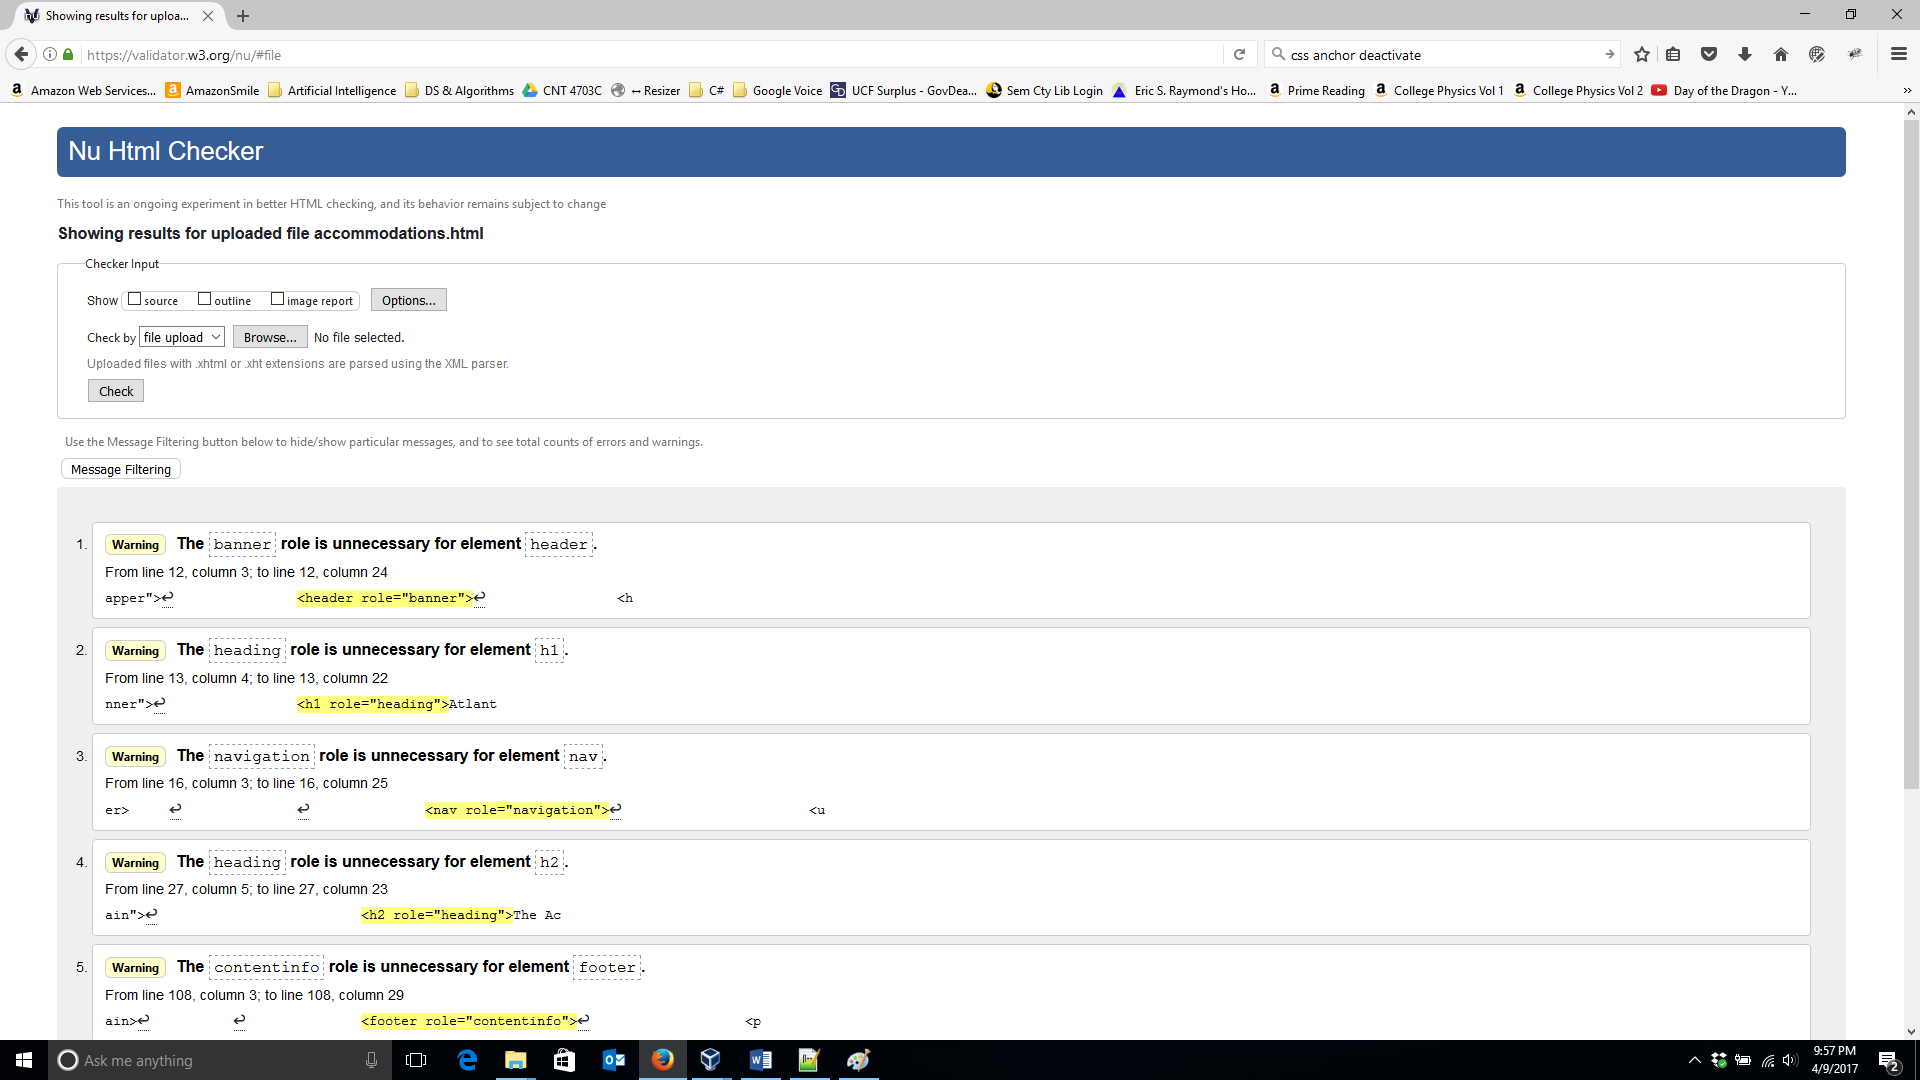 Showing results for uploa...
https://validator.w3.org/nu/#file
css anchor deactivate
Amazon Web Services...
AmazonSmile
Artificial Intelligence
DS & Algorithms
CNT 4703C
↔ Resizer
C#
Google Voice
UCF Surplus - GovDea...
Sem Cty Lib Login
Eric S. Raymond's Ho...
Prime Reading
College Physics Vol 1
College Physics Vol 2
Day of the Dragon - Y...
Nu Html Checker
This tool is an ongoing experiment in better HTML checking, and its behavior remains subject to change
Showing results for uploaded file accommodations.html
Checker Input
Show source outline image report Options...
Check by file upload Browse... No file selected.
Uploaded files with .xhtml or .xht extensions are parsed using the XML parser.
Check
Use the Message Filtering button below to hide/show particular messages, and to see total counts of errors and warnings.
Message Filtering
1. Warning The banner role is unnecessary for element header.
From line 12, column 3; to line 12, column 24
apper">↩ <header role="banner">↩ <h
2. Warning The heading role is unnecessary for element h1.
From line 13, column 4; to line 13, column 22
nner">↩ <h1 role="heading">Atlant
3. Warning The navigation role is unnecessary for element nav.
From line 16, column 3; to line 16, column 25
er> ↩ ↩ <nav role="navigation">↩ <u
4. Warning The heading role is unnecessary for element h2.
From line 27, column 5; to line 27, column 23
ain">↩ <h2 role="heading">The Ac
5. Warning The contentinfo role is unnecessary for element footer.
From line 108, column 3; to line 108, column 29
ain>↩ ↩ <footer role="contentinfo">↩ <p
Ask me anything
9:57 PM
4/9/2017
2